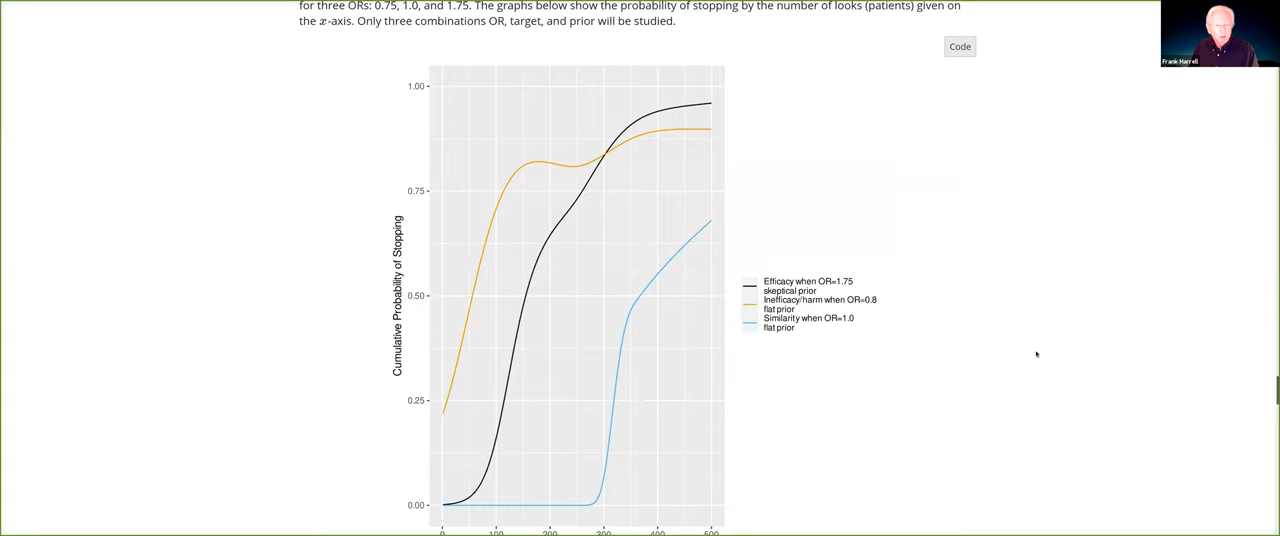 for three ORs: 0.75, 1.0, and 1.75. The graphs below show the probability of stopping by the number of looks (patients) given on
the x-axis. Only three combinations OR, target, and prior will be studied.
Code
Frank Harrell
1.00
0.75
0.50
0.25
0.00
Cumulative Probability of Stopping
0
100
200
300
400
500
Efficacy when OR=1.75
skeptical prior
Inefficacy/harm when OR=0.8
flat prior
Similarity when OR=1.0
flat prior